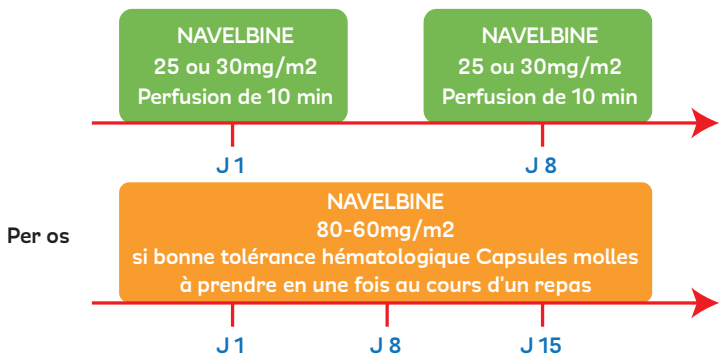 NAVELBINE
25 ou 30mg/m2
Perfusion de 10 min
NAVELBINE
25 ou 30mg/m2
Perfusion de 10 min
J 1
J 8
Per os
NAVELBINE
80-60mg/m2
si bonne tolérance hématologique Capsules molles
à prendre en une fois au cours d'un repas
J 1
J 8
J 15